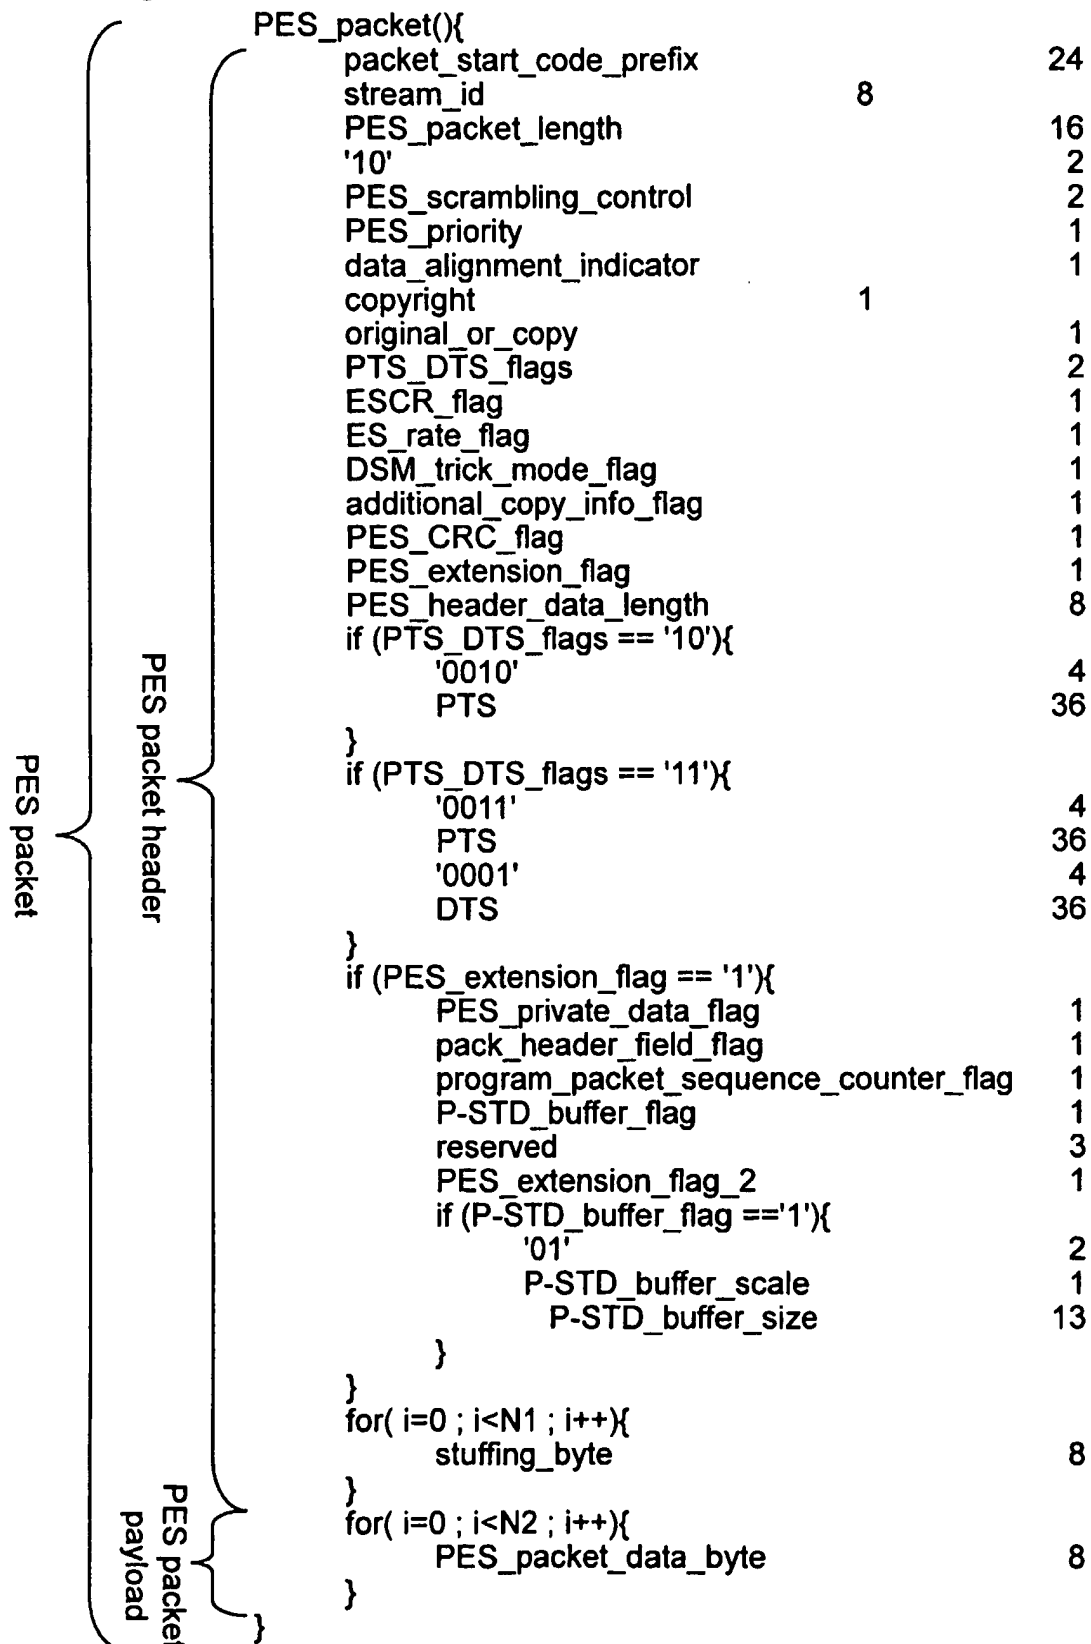 PES_packet(){
packet_start_code_prefix 24
stream_id 8
PES_packet_length 16
'10' 2
PES_scrambling_control 2
PES_priority 1
data_alignment_indicator 1
copyright 1
original_or_copy 1
PTS_DTS_flags 2
ESCR_flag 1
ES_rate_flag 1
DSM_trick_mode_flag 1
additional_copy_info_flag 1
PES_CRC_flag 1
PES_extension_flag 1
PES_header_data_length 8
if (PTS_DTS_flags == '10'){
'0010' 4
PTS 36
}
if (PTS_DTS_flags == '11'){
'0011' 4
PTS 36
'0001' 4
DTS 36
}
if (PES_extension_flag == '1'){
PES_private_data_flag 1
pack_header_field_flag 1
program_packet_sequence_counter_flag 1
P-STD_buffer_flag 1
reserved 3
PES_extension_flag_2 1
if (P-STD_buffer_flag =='1'){
'01' 2
P-STD_buffer_scale 1
P-STD_buffer_size 13
}
}
for( i=0 ; i<N1 ; i++){
stuffing_byte 8
}
for( i=0 ; i<N2 ; i++){
PES_packet_data_byte 8
}
}
PES packet header
PES packet
PES packet
payload